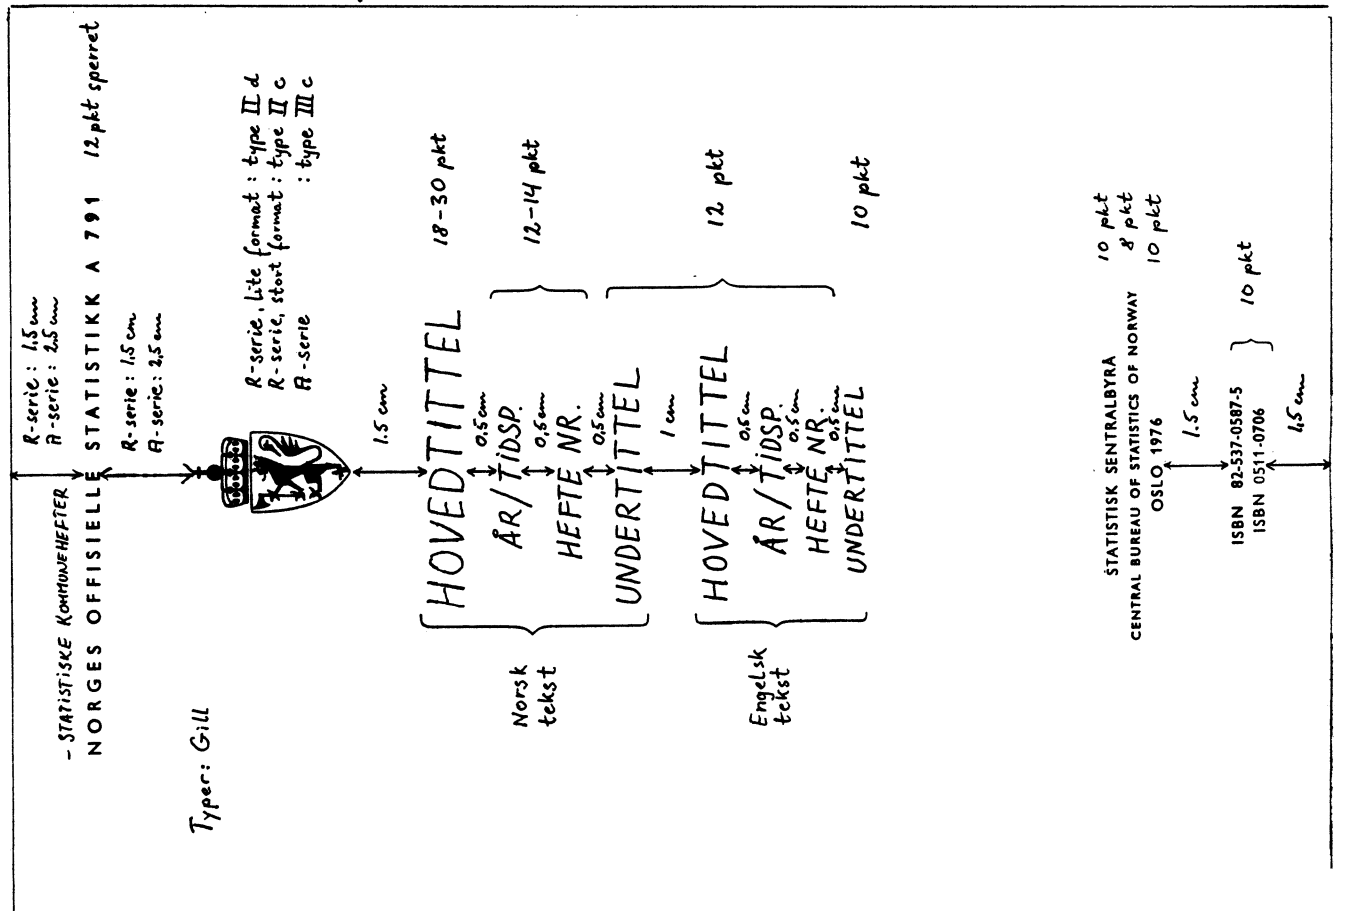 R-serie: 1,5 cm
A-serie: 2,5 cm
- STATISTISKE KOMMUNEHEFTER
NORGES OFFISIELLE STATISTIKK A 791 12 pkt sperret
R-serie: 1,5 cm
A-serie: 2,5 cm
Typer: Gill
R-serie, lite format : type II d
R-serie, stort format : type II c
A-serie : type III c
1,5 cm
HOVEDTITTEL 18-30 pkt
0,5 cm
ÅR/TIDSP.
0,5 cm
12-14 pkt
HEFTE NR.
0,5 cm
UNDERTITTEL
Norsk
tekst
1 cm
HOVEDTITTEL
12 pkt
0,5 cm
ÅR/TIDSP.
0,5 cm
HEFTE NR.
0,5 cm
UNDERTITTEL 10 pkt
Engelsk
tekst
STATISTISK SENTRALBYRÅ 10 pkt
CENTRAL BUREAU OF STATISTICS OF NORWAY 8 pkt
OSLO 1976 10 pkt
1,5 cm
ISBN 82-537-0587-5
ISBN 0511-0706
10 pkt
1,5 cm